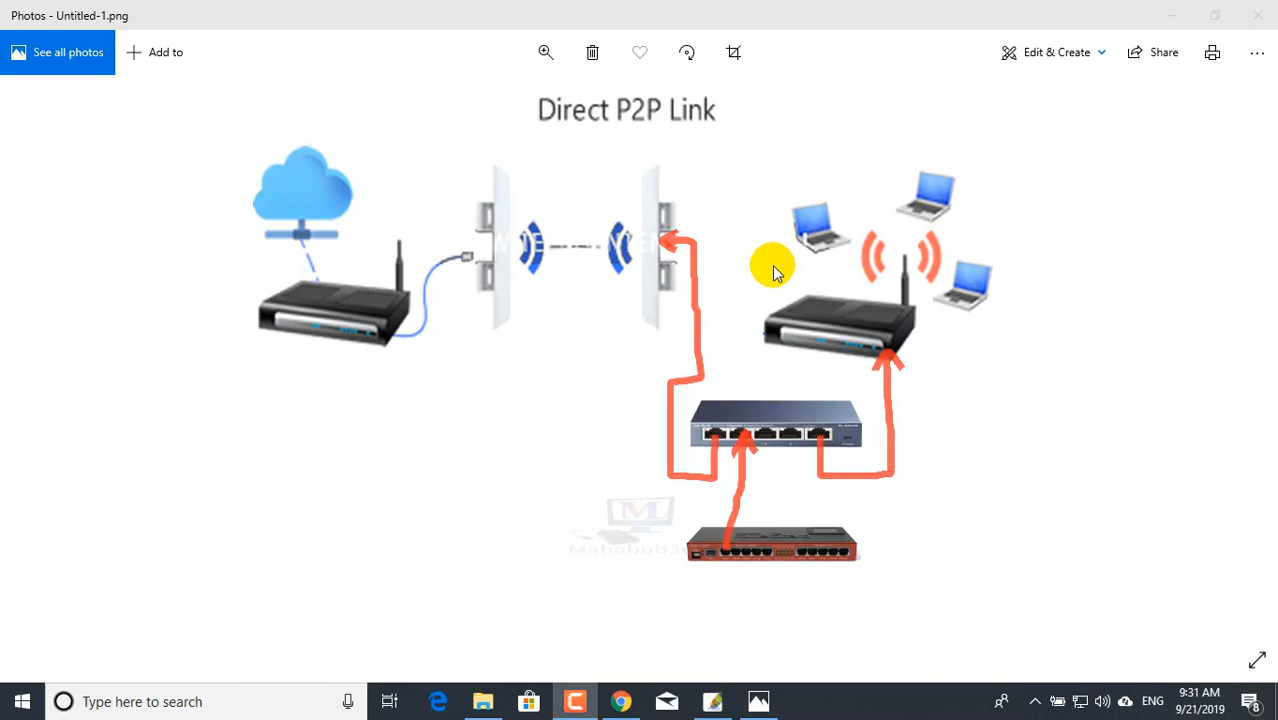 Photos - Untitled-1.png
See all photos
Add to
Edit & Create
Share
Direct P2P Link
Type here to search
ENG
9:31 AM
9/21/2019
8